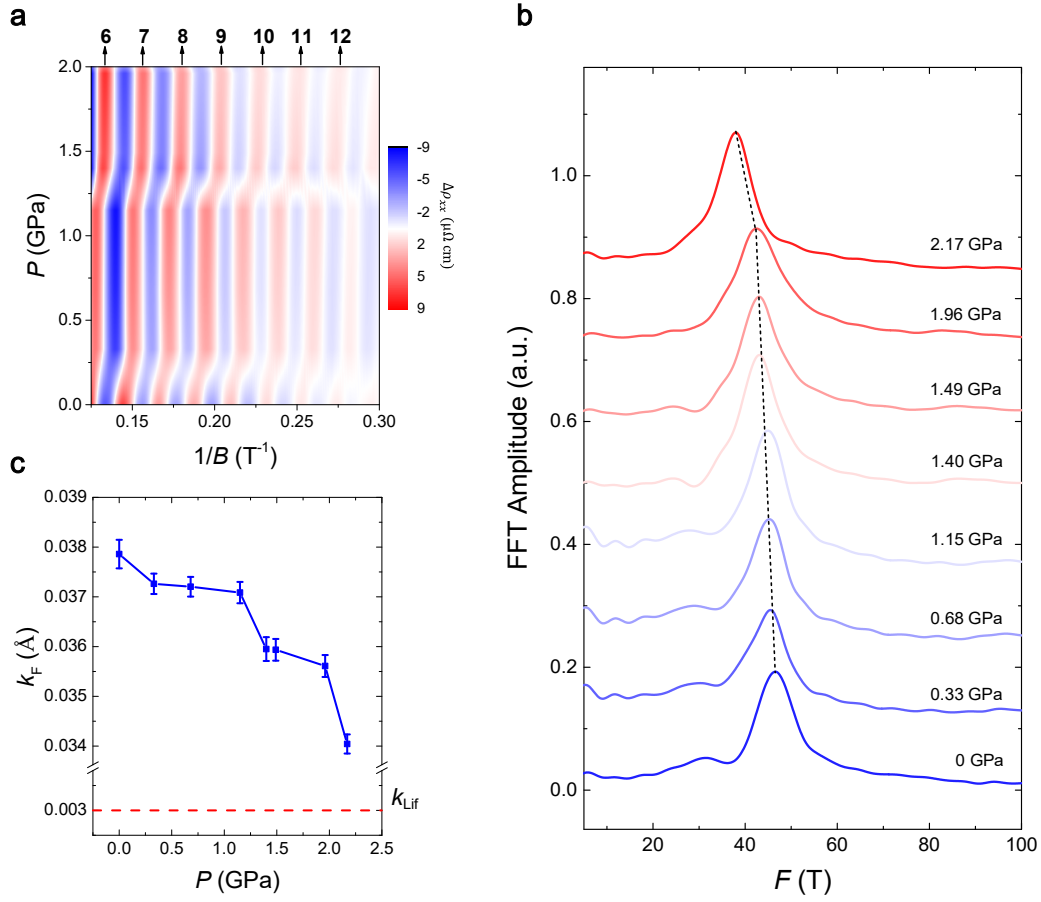 a
6 7 8 9 10 11 12
2.0
1.5
1.0
0.5
0.0
P (GPa)
0.15 0.20 0.25 0.30
1/B (T-1)
-9
-5
-2
2
5
9
Δρxx (μΩ cm)
b
1.0
0.8
0.6
0.4
0.2
0.0
FFT Amplitude (a.u.)
2.17 GPa
1.96 GPa
1.49 GPa
1.40 GPa
1.15 GPa
0.68 GPa
0.33 GPa
0 GPa
20 40 60 80 100
F (T)
c
0.039
0.038
0.037
0.036
0.035
0.034
0.003
kF (Å)
kLif
0.0 0.5 1.0 1.5 2.0 2.5
P (GPa)